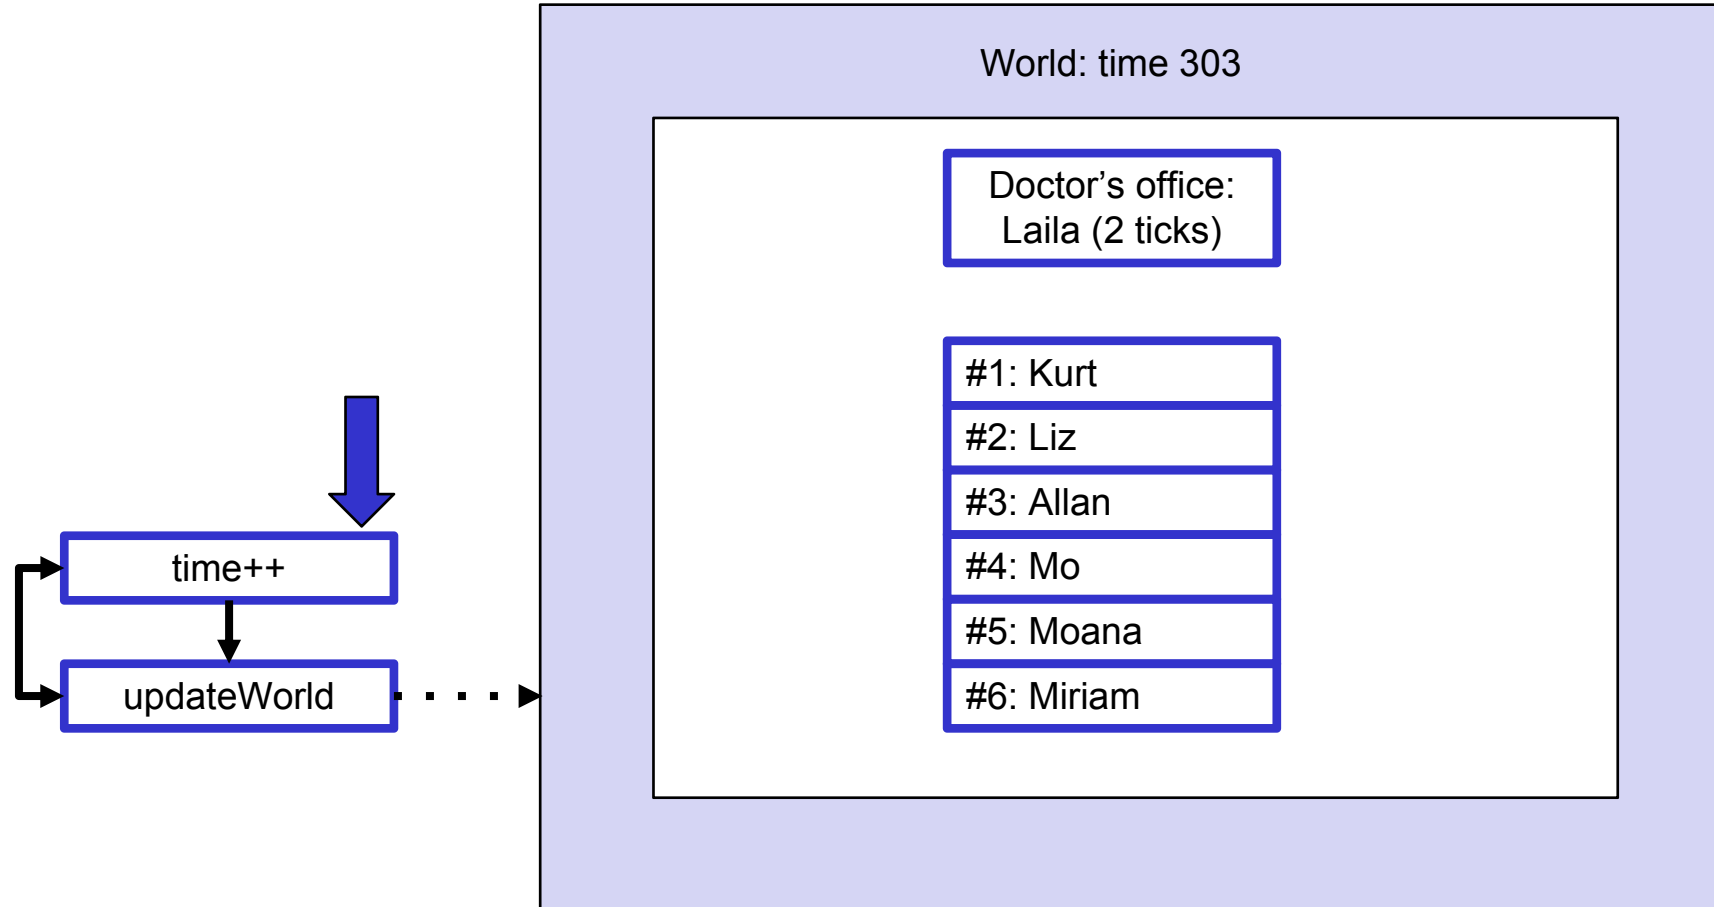 World: time 303
Doctor’s office:
Laila (2 ticks)
#1: Kurt
#2: Liz
#3: Allan
#4: Mo
#5: Moana
#6: Miriam
time++
updateWorld